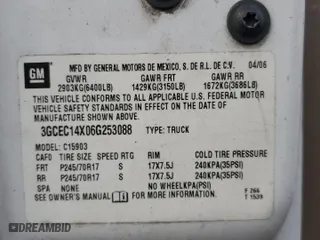 GM
MFD BY GENERAL MOTORS DE MEXICO, S. DE R.L. DE C.V. 04/06
GVWR GAWR FRT GAWR RR
2903KG(6400LB) 1429KG(3150LB) 1672KG(3686LB)
THIS VEHICLE CONFORMS TO ALL APPLICABLE U.S. FEDERAL MOTOR
VEHICLE SAFETY STANDARDS IN EFFECT ON THE DATE OF
MANUFACTURE SHOWN ABOVE.
3GCEC14X06G253088 TYPE: TRUCK
MODEL: C15903
CAFO TIRE SIZE SPEED RTG RIM COLD TIRE PRESSURE
FRT P245/70R17 S 17X7.5J 240KPA(35PSI)
RR P245/70R17 S 17X7.5J 240KPA(35PSI)
SPA NO WHEELKPA(PSI)
SEE OWNER'S MANUAL FOR MORE INFORMATION.
F 266
T 1539
DREAMBID